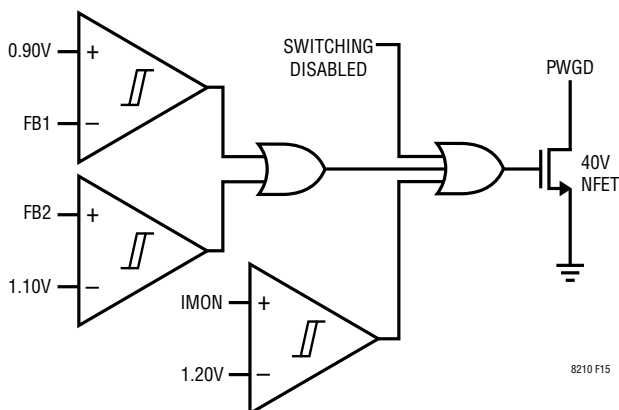 0.90V
+
FB1
−
FB2
+
1.10V
−
SWITCHING
DISABLED
IMON
+
1.20V
−
PWGD
40V
NFET
8210 F15